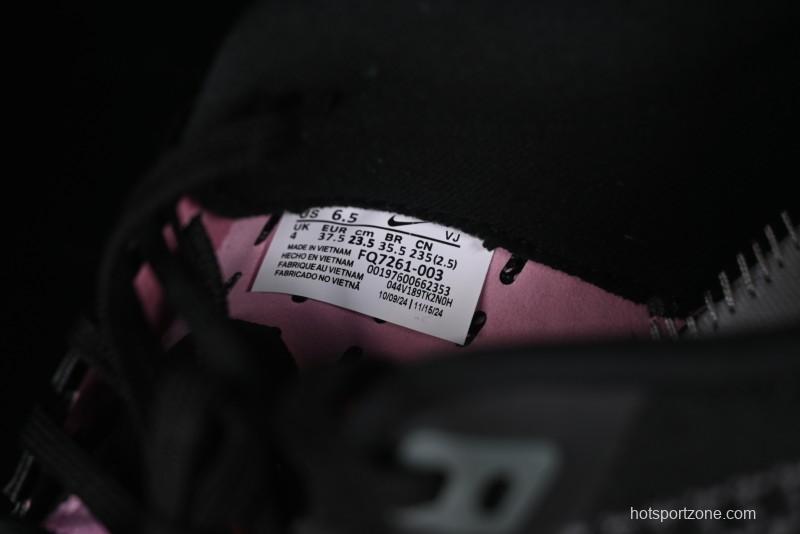 US 6.5 VJ
UK EUR cm BR CN
4 37.5 23.5 35.5 235(2.5)
MADE IN VIETNAM FQ7261-003
HECHO EN VIETNAM 00197600662353
FABRIQUE AU VIETNAM 044V189TKZN0H
FABRICADO NO VIETNÃ 10/09/24 | 11/15/24
hotsportzone.com